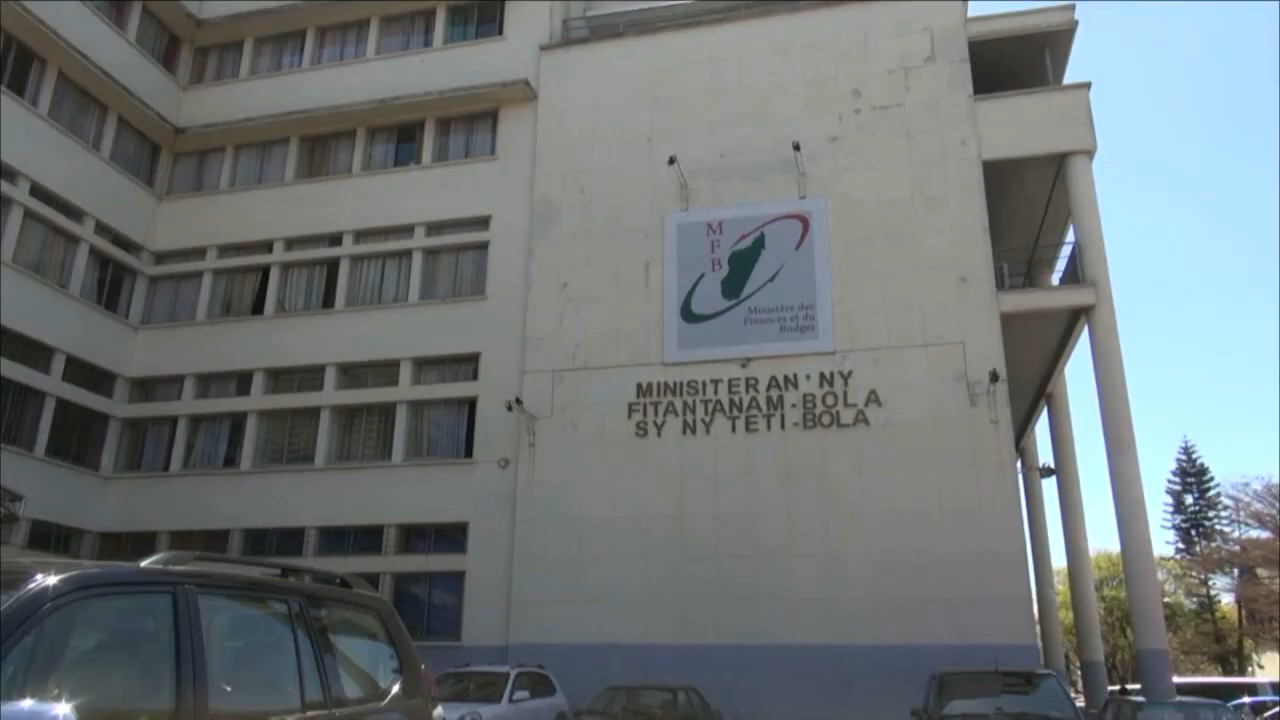 MFB
Ministère des
Finances et du
Budget
MINISITERAN'NY
FITANTANAM-BOLA
SY NY TETI-BOLA